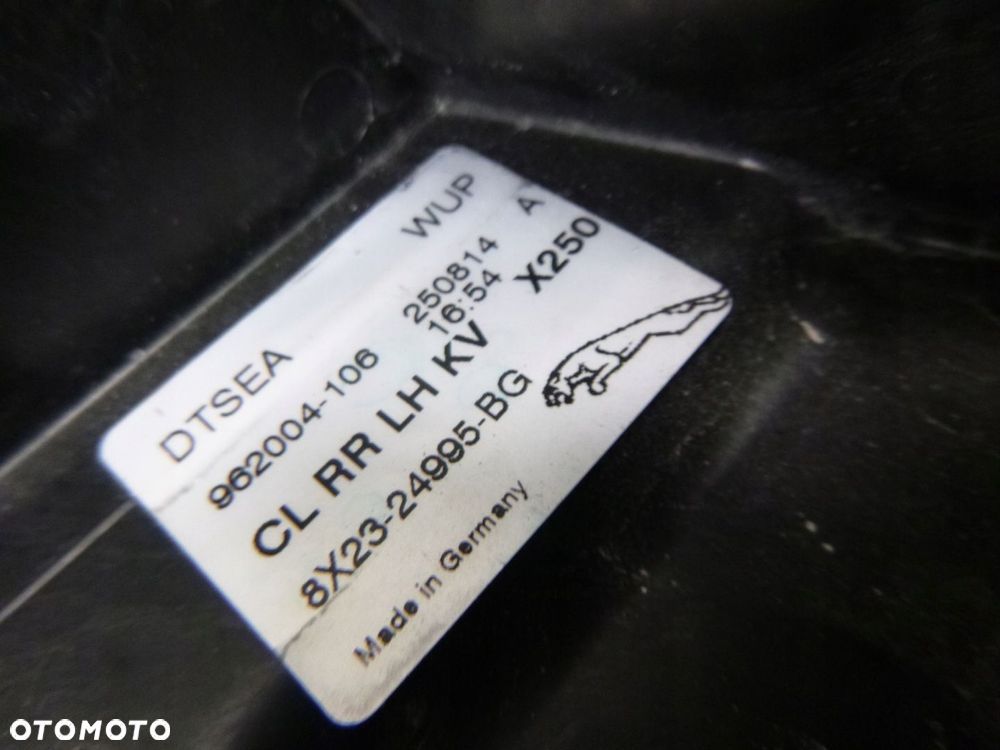 DTSEA WUP
962004-106 250814 A
16:54
CL RR LH KV X250
8X23-24995-BG
Made in Germany
OTOMOTO